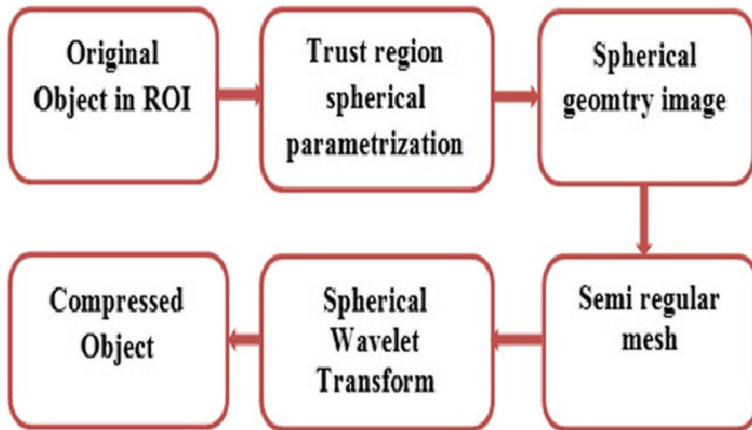 Original
Object in ROI
Trust region
spherical
parametrization
Spherical
geomtry image
Semi regular
mesh
Spherical
Wavelet
Transform
Compressed
Object